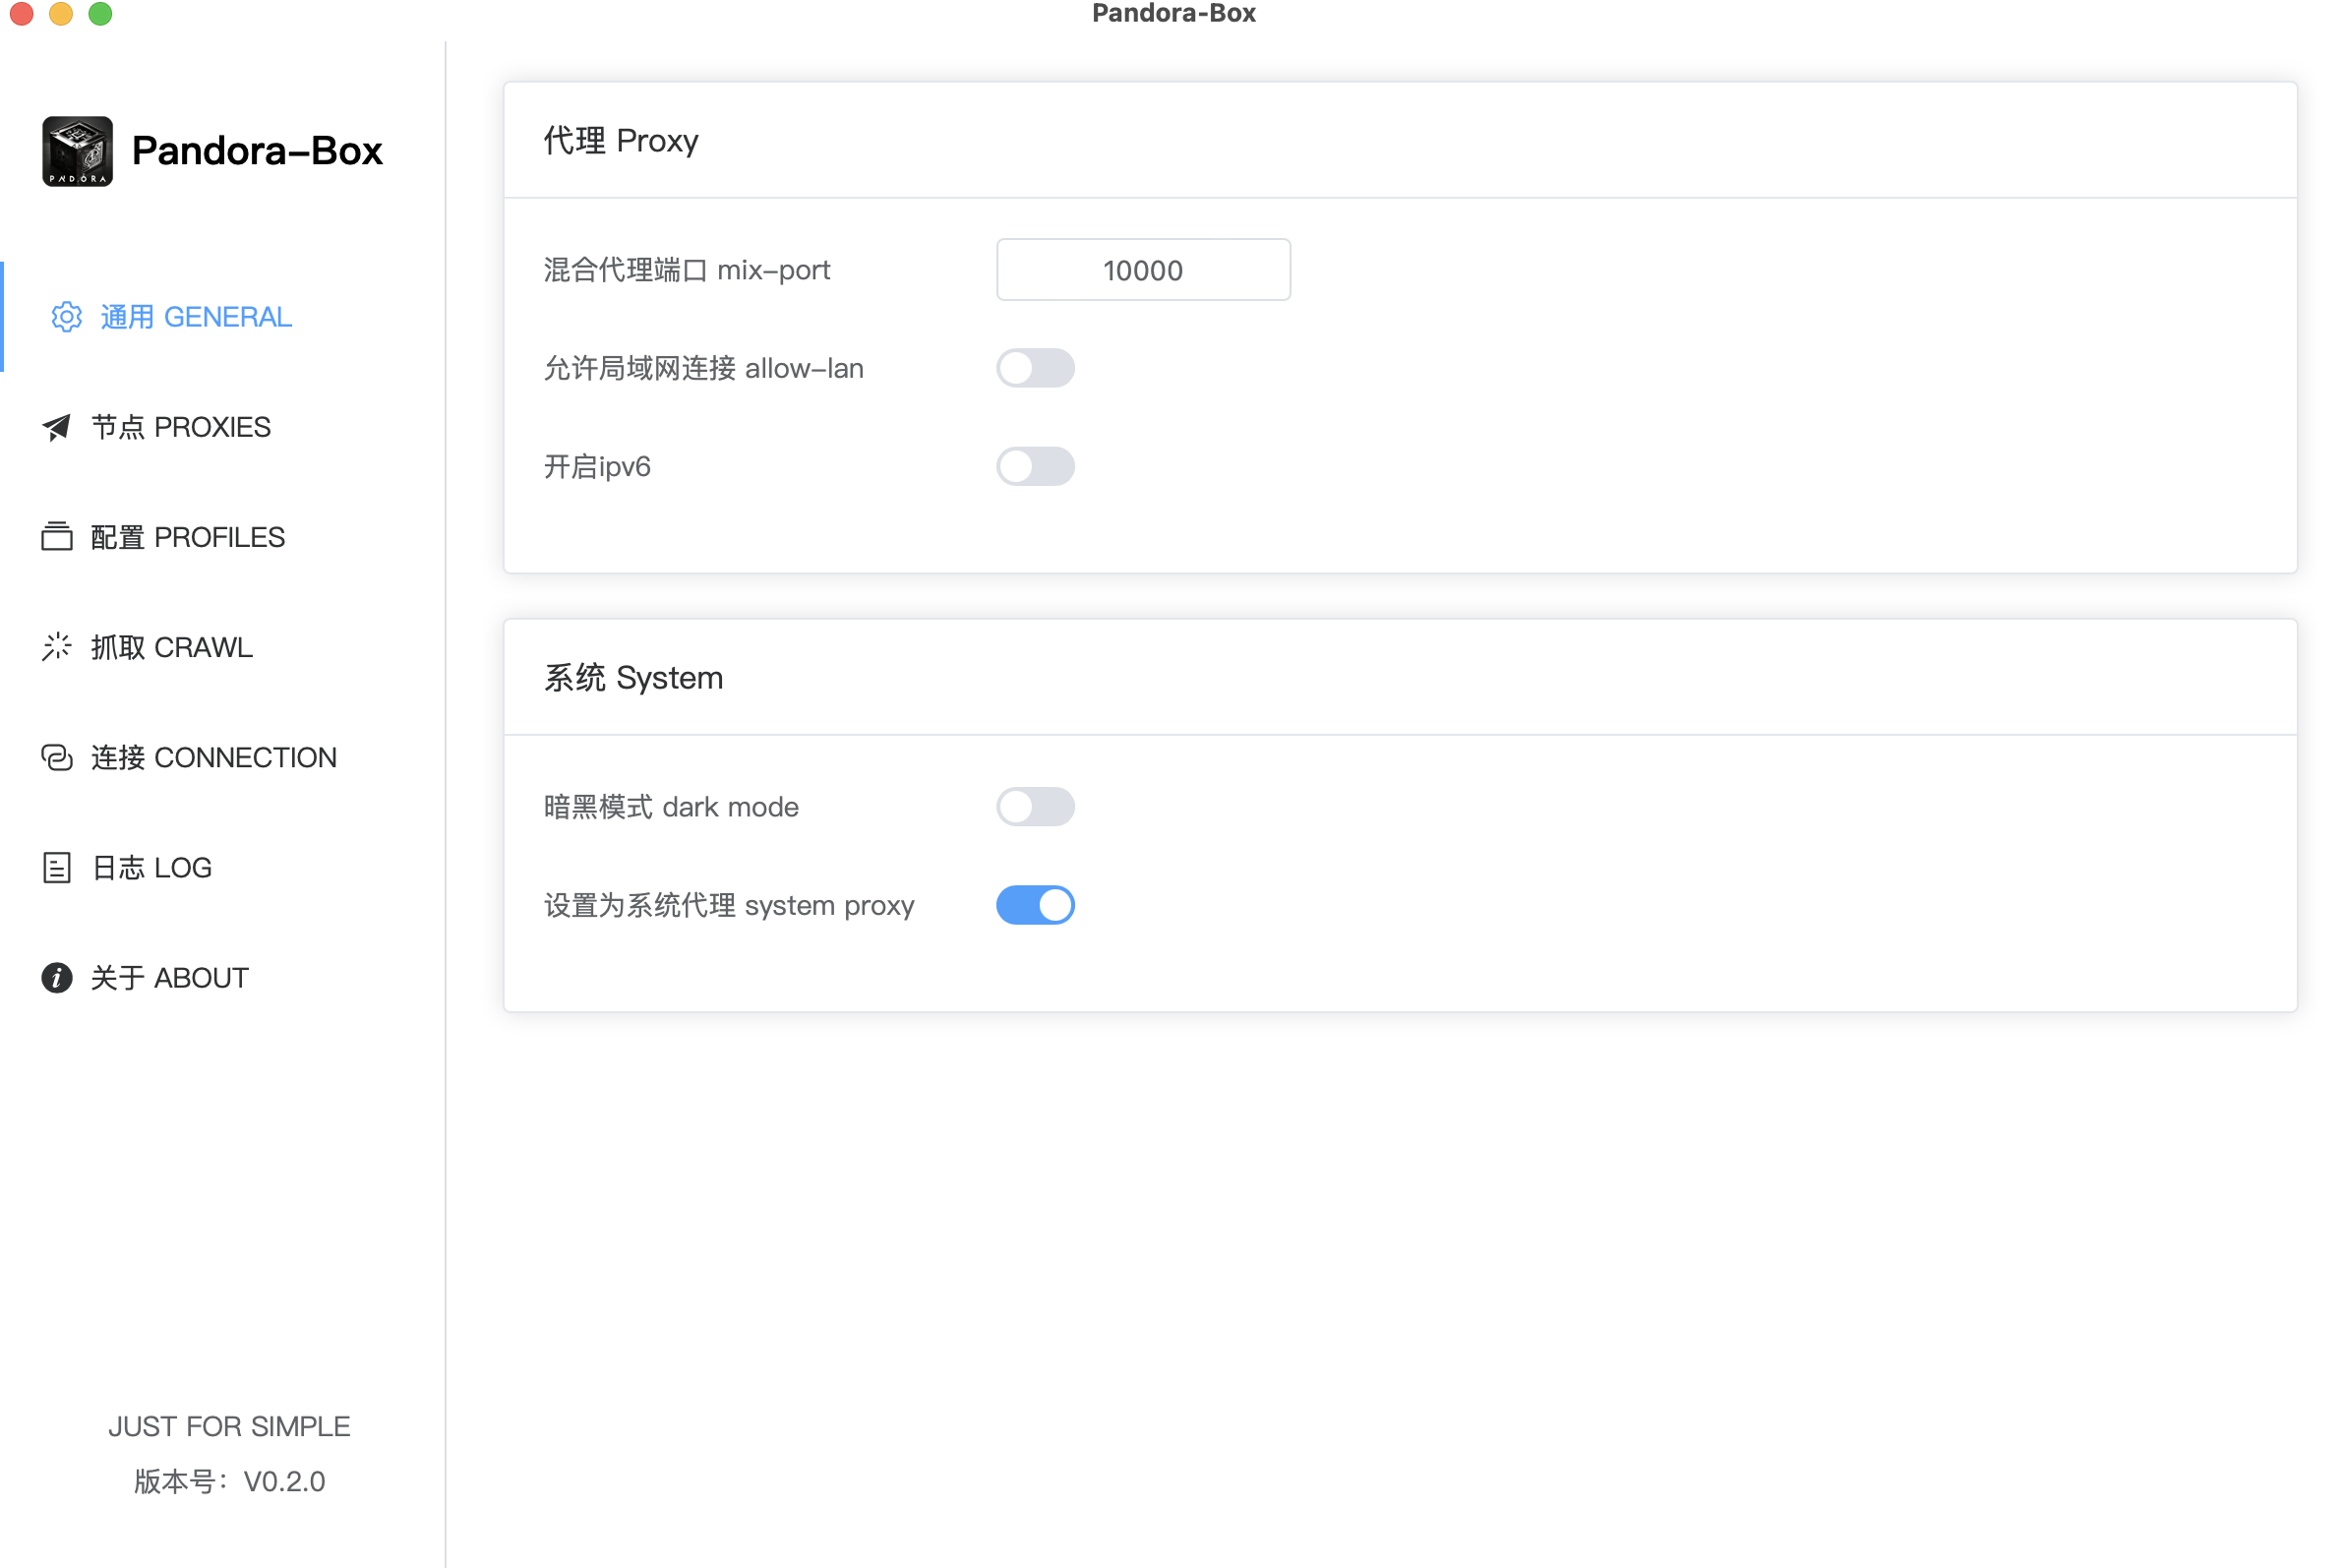 Pandora-Box
PANDORA
Pandora-Box
通用 GENERAL
节点 PROXIES
配置 PROFILES
抓取 CRAWL
连接 CONNECTION
日志 LOG
关于 ABOUT
JUST FOR SIMPLE
版本号：V0.2.0
代理 Proxy
混合代理端口 mix-port
10000
允许局域网连接 allow-lan
开启ipv6
系统 System
暗黑模式 dark mode
设置为系统代理 system proxy